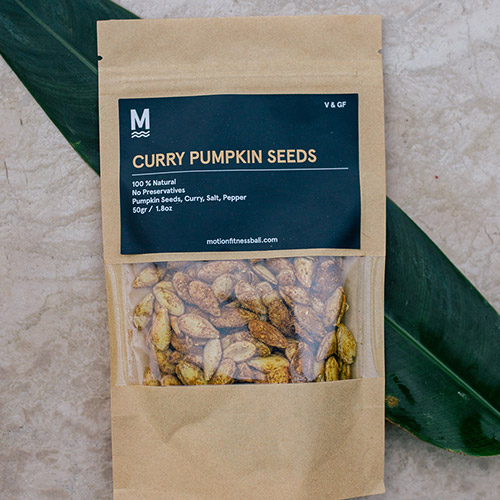 M
V & GF
CURRY PUMPKIN SEEDS
100 % Natural
No Preservatives
Pumpkin Seeds, Curry, Salt, Pepper
50gr / 1.8oz
motionfitnessbali.com